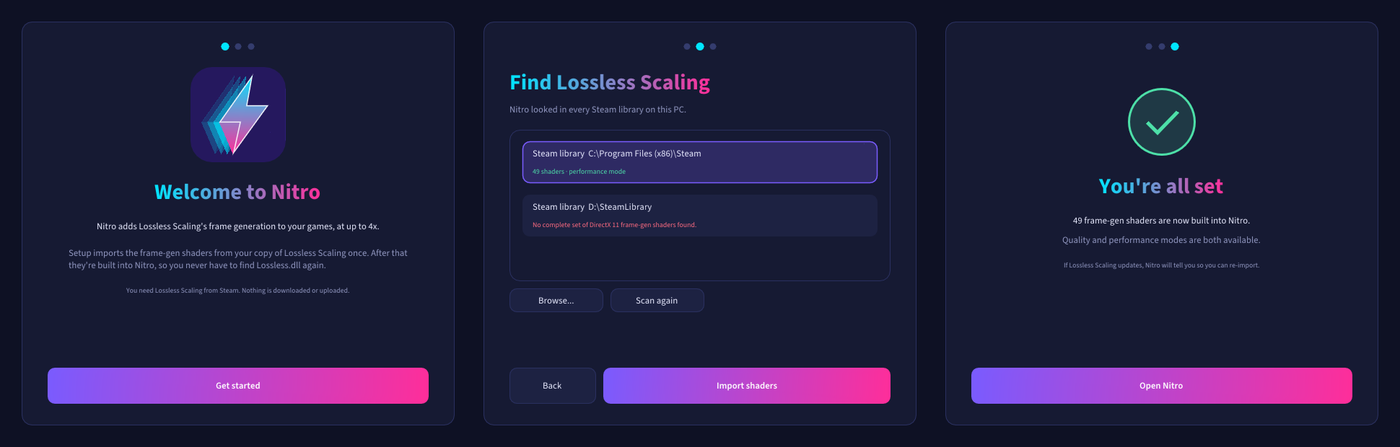 Welcome to Nitro
Nitro adds Lossless Scaling's frame generation to your games, at up to 4x.
Setup imports the frame-gen shaders from your copy of Lossless Scaling once. After that
they're built into Nitro, so you never have to find Lossless.dll again.
You need Lossless Scaling from Steam. Nothing is downloaded or uploaded.
Get started
Find Lossless Scaling
Nitro looked in every Steam library on this PC.
Steam library C:\Program Files (x86)\Steam
49 shaders · performance mode
Steam library D:\SteamLibrary
No complete set of DirectX 11 frame-gen shaders found.
Browse...
Scan again
Back
Import shaders
You're all set
49 frame-gen shaders are now built into Nitro.
Quality and performance modes are both available.
If Lossless Scaling updates, Nitro will tell you so you can re-import.
Open Nitro